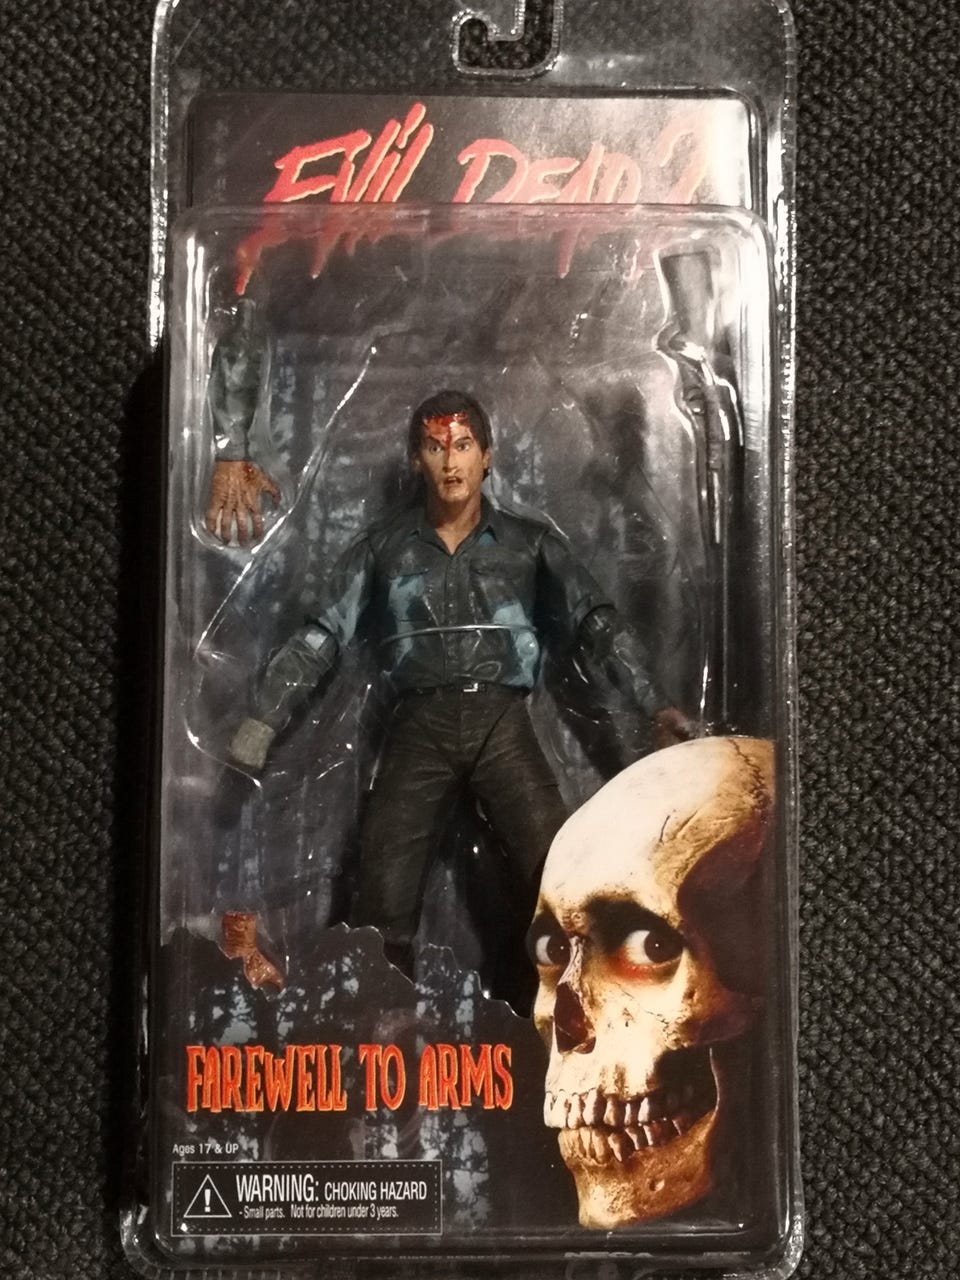 Evil Dead 2
FAREWELL TO ARMS
Ages 17 & UP
WARNING: CHOKING HAZARD
- Small parts. Not for children under 3 years.